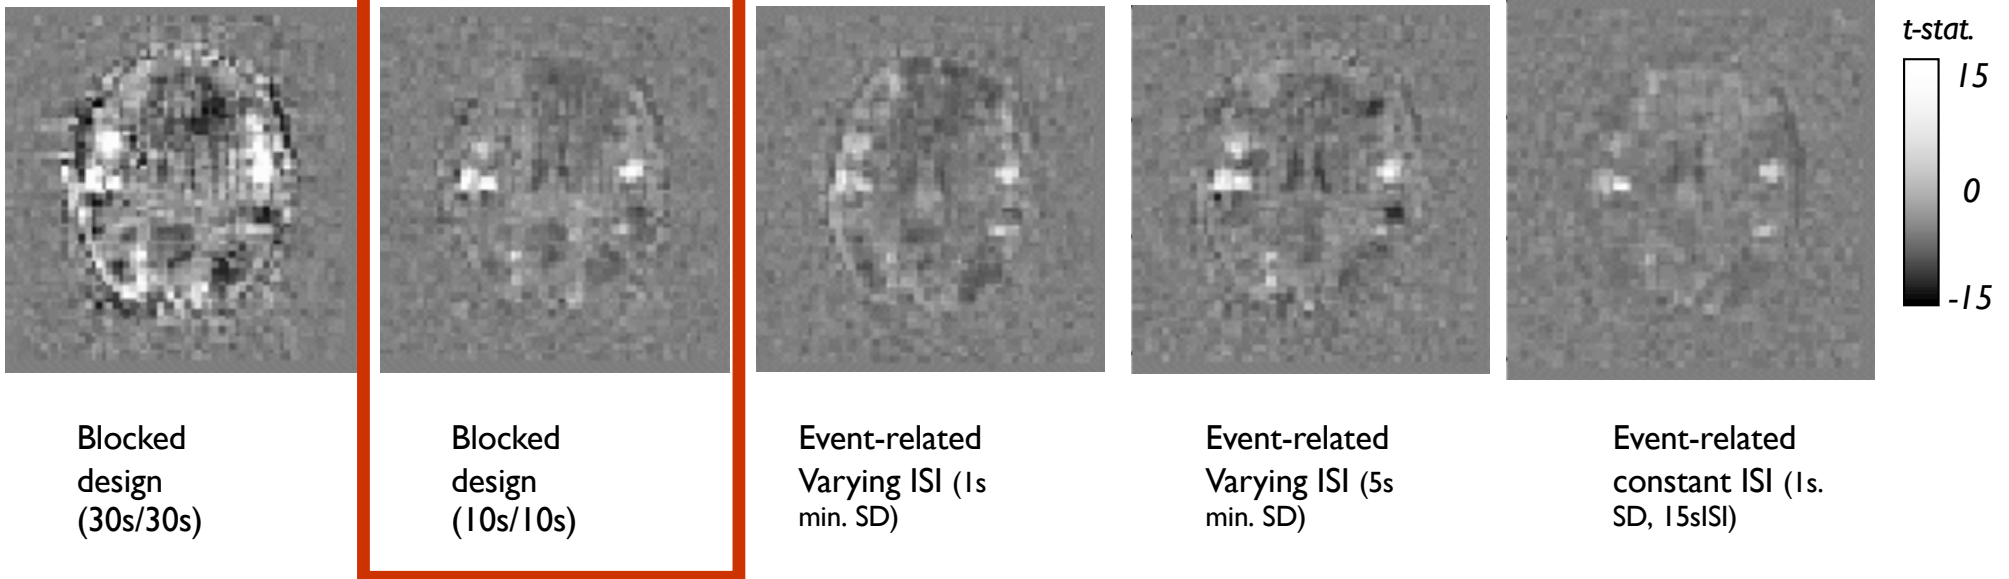 t-stat.
15
0
-15
Blocked
design
(30s/30s)
Blocked
design
(10s/10s)
Event-related
Varying ISI (1s
min. SD)
Event-related
Varying ISI (5s
min. SD)
Event-related
constant ISI (1s.
SD, 15sISI)